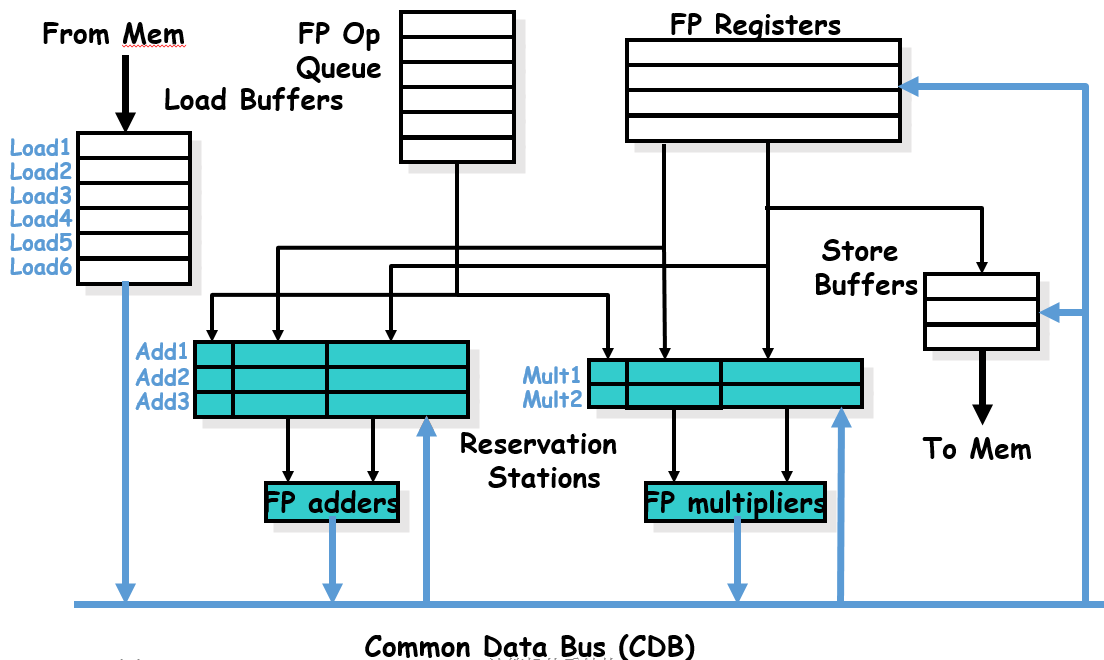 From Mem
FP Op
Queue
FP Registers
Load Buffers
Load1
Load2
Load3
Load4
Load5
Load6
Store
Buffers
Add1
Add2
Add3
Mult1
Mult2
Reservation
Stations
To Mem
FP adders
FP multipliers
Common Data Bus (CDB)